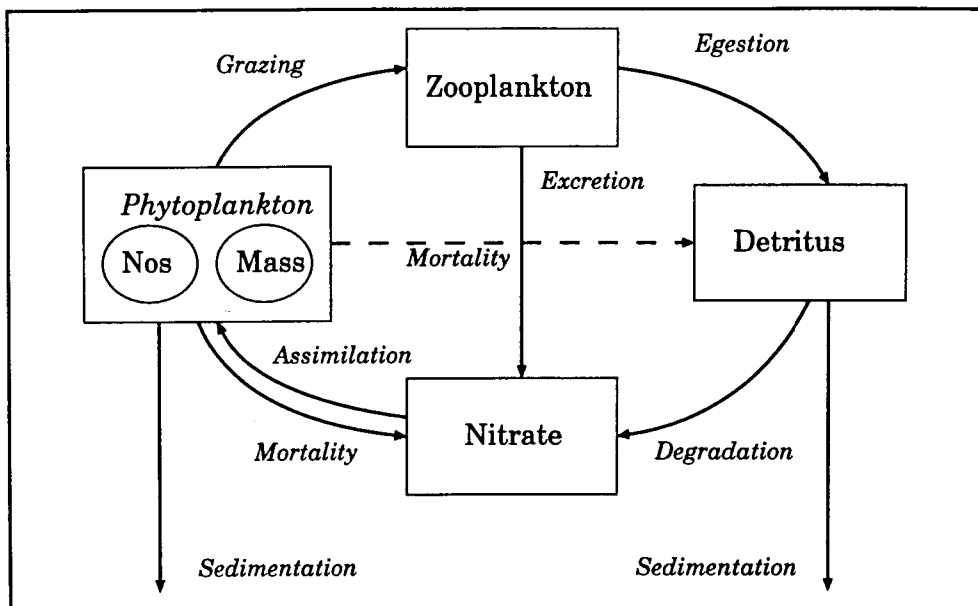 Egestion
Grazing
Zooplankton
Excretion
Phytoplankton
Nos
Mass
Mortality
Detritus
Assimilation
Nitrate
Mortality
Degradation
Sedimentation
Sedimentation